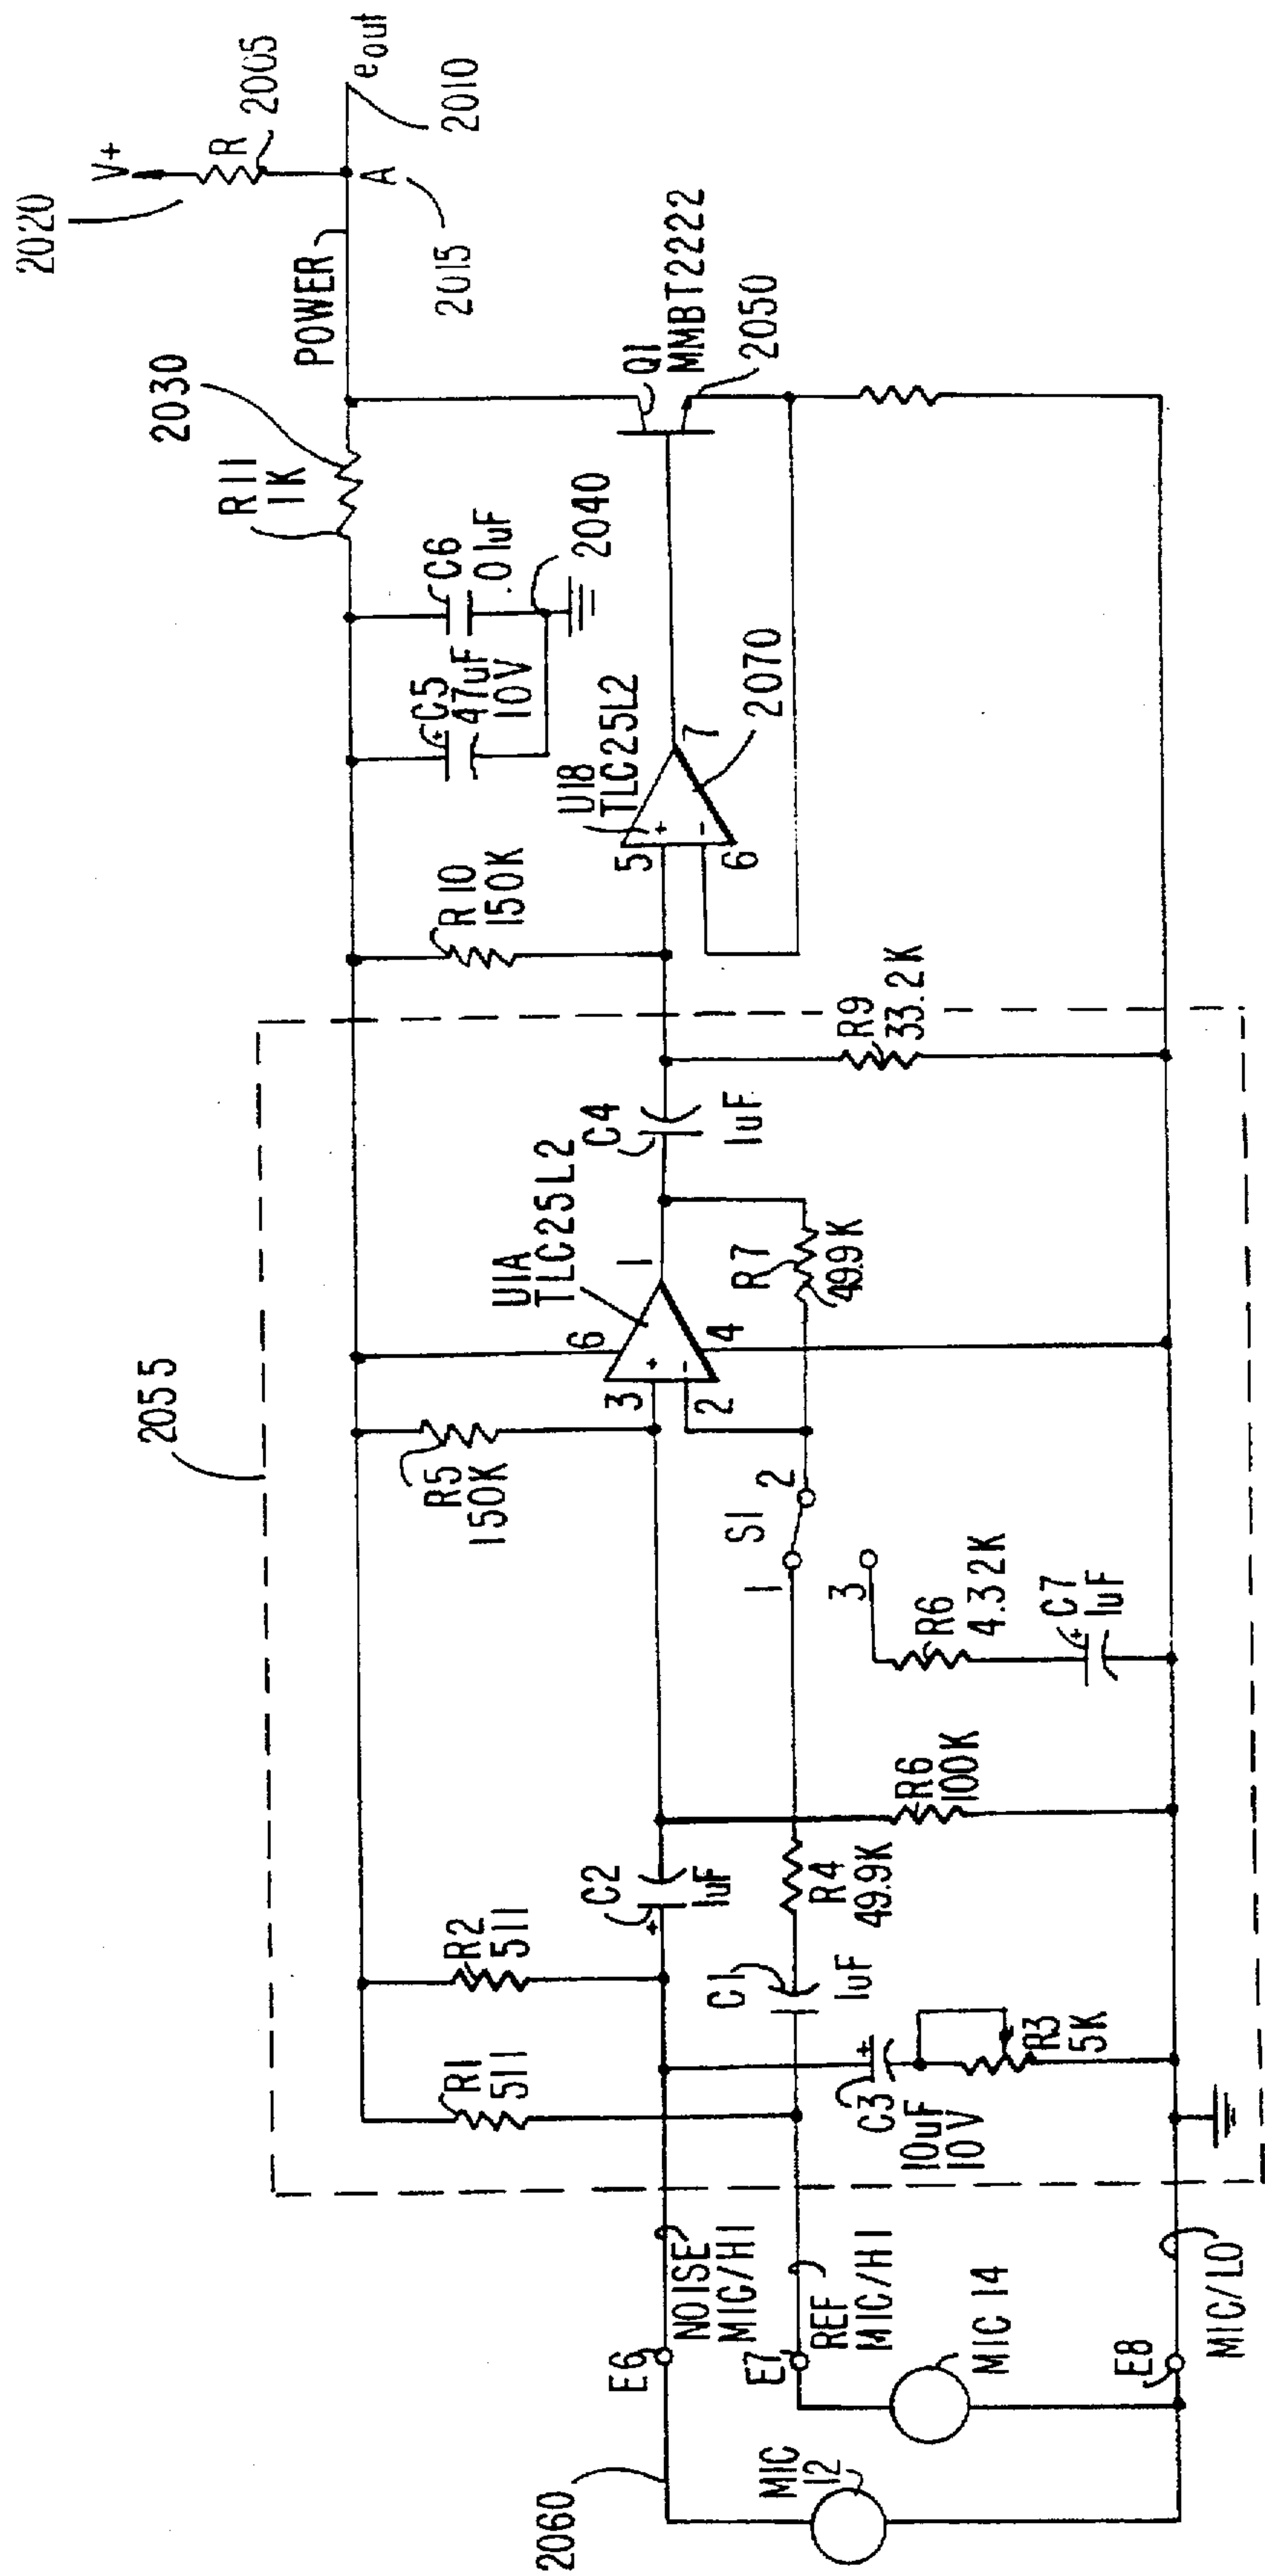 2020
V+
R
2005
POWER
A
e out
2015
2010
2030
R11
1K
Q1
MMBT2222
2050
C6
.01uF
C5
+
47uF
10V
2040
U1B
TLC25L2
5
+
-
6
7
2070
R10
150K
2055
R9
33.2K
C4
1uF
U1A
TLC25L2
1
6
3
+
-
2
4
R7
49.9K
R5
150K
S1
1
2
3
R6
4.32K
C7
+
1uF
R6
100K
C2
+
1uF
R4
49.9K
R2
511
C1
1uF
R1
511
C3
+
10uF
10V
R3
5K
NOISE
MIC/HI
REF
MIC/HI
MIC/LO
E6
E7
E8
MIC 14
MIC
12
2060